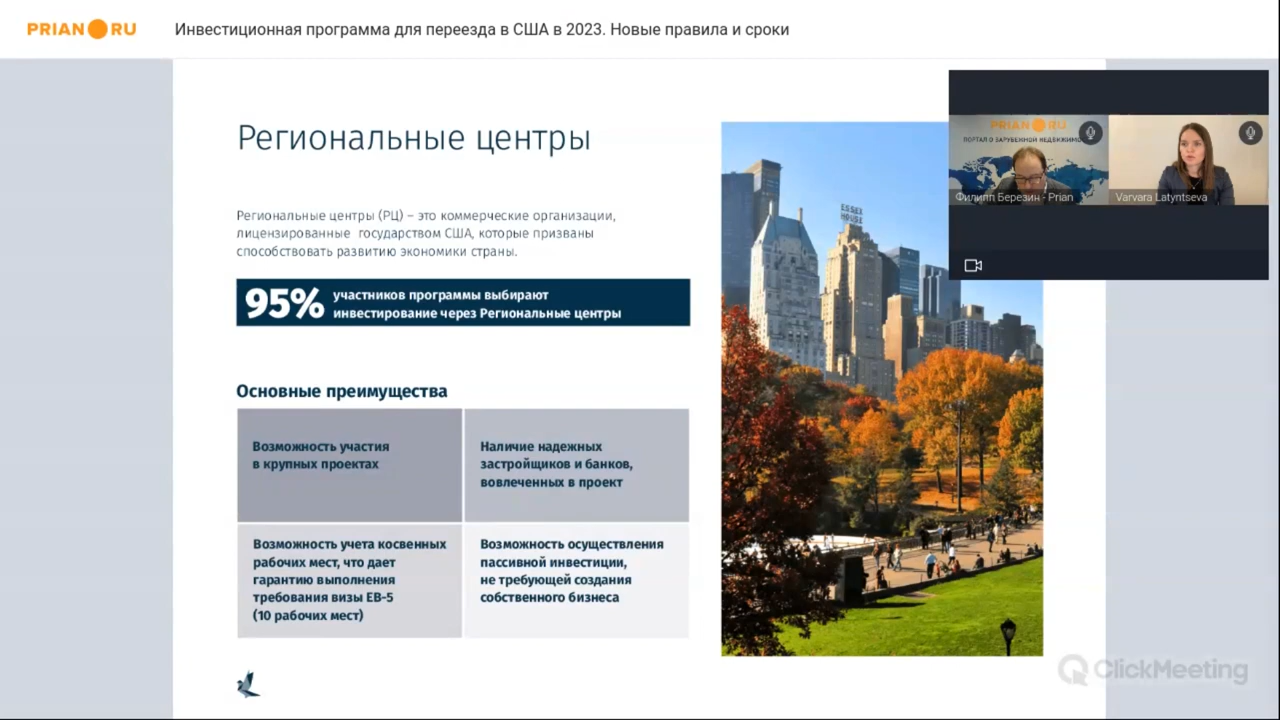 PRIAN RU
Инвестиционная программа для переезда в США в 2023. Новые правила и сроки
Региональные центры
Региональные центры (РЦ) – это коммерческие организации,
лицензированные государством США, которые призваны
способствовать развитию экономики страны.
95%
участников программы выбирают
инвестирование через Региональные центры
Основные преимущества
Возможность участия
в крупных проектах
Наличие надежных
застройщиков и банков,
вовлеченных в проект
Возможность учета косвенных
рабочих мест, что дает
гарантию выполнения
требования визы EB-5
(10 рабочих мест)
Возможность осуществления
пассивной инвестиции,
не требующей создания
собственного бизнеса
ESSEX
HOUSE
PRIAN RU
ПОРТАЛ О ЗАРУБЕЖНОЙ НЕДВИЖИМО
Филипп Березин - Prian
Varvara Latyntseva
ClickMeeting